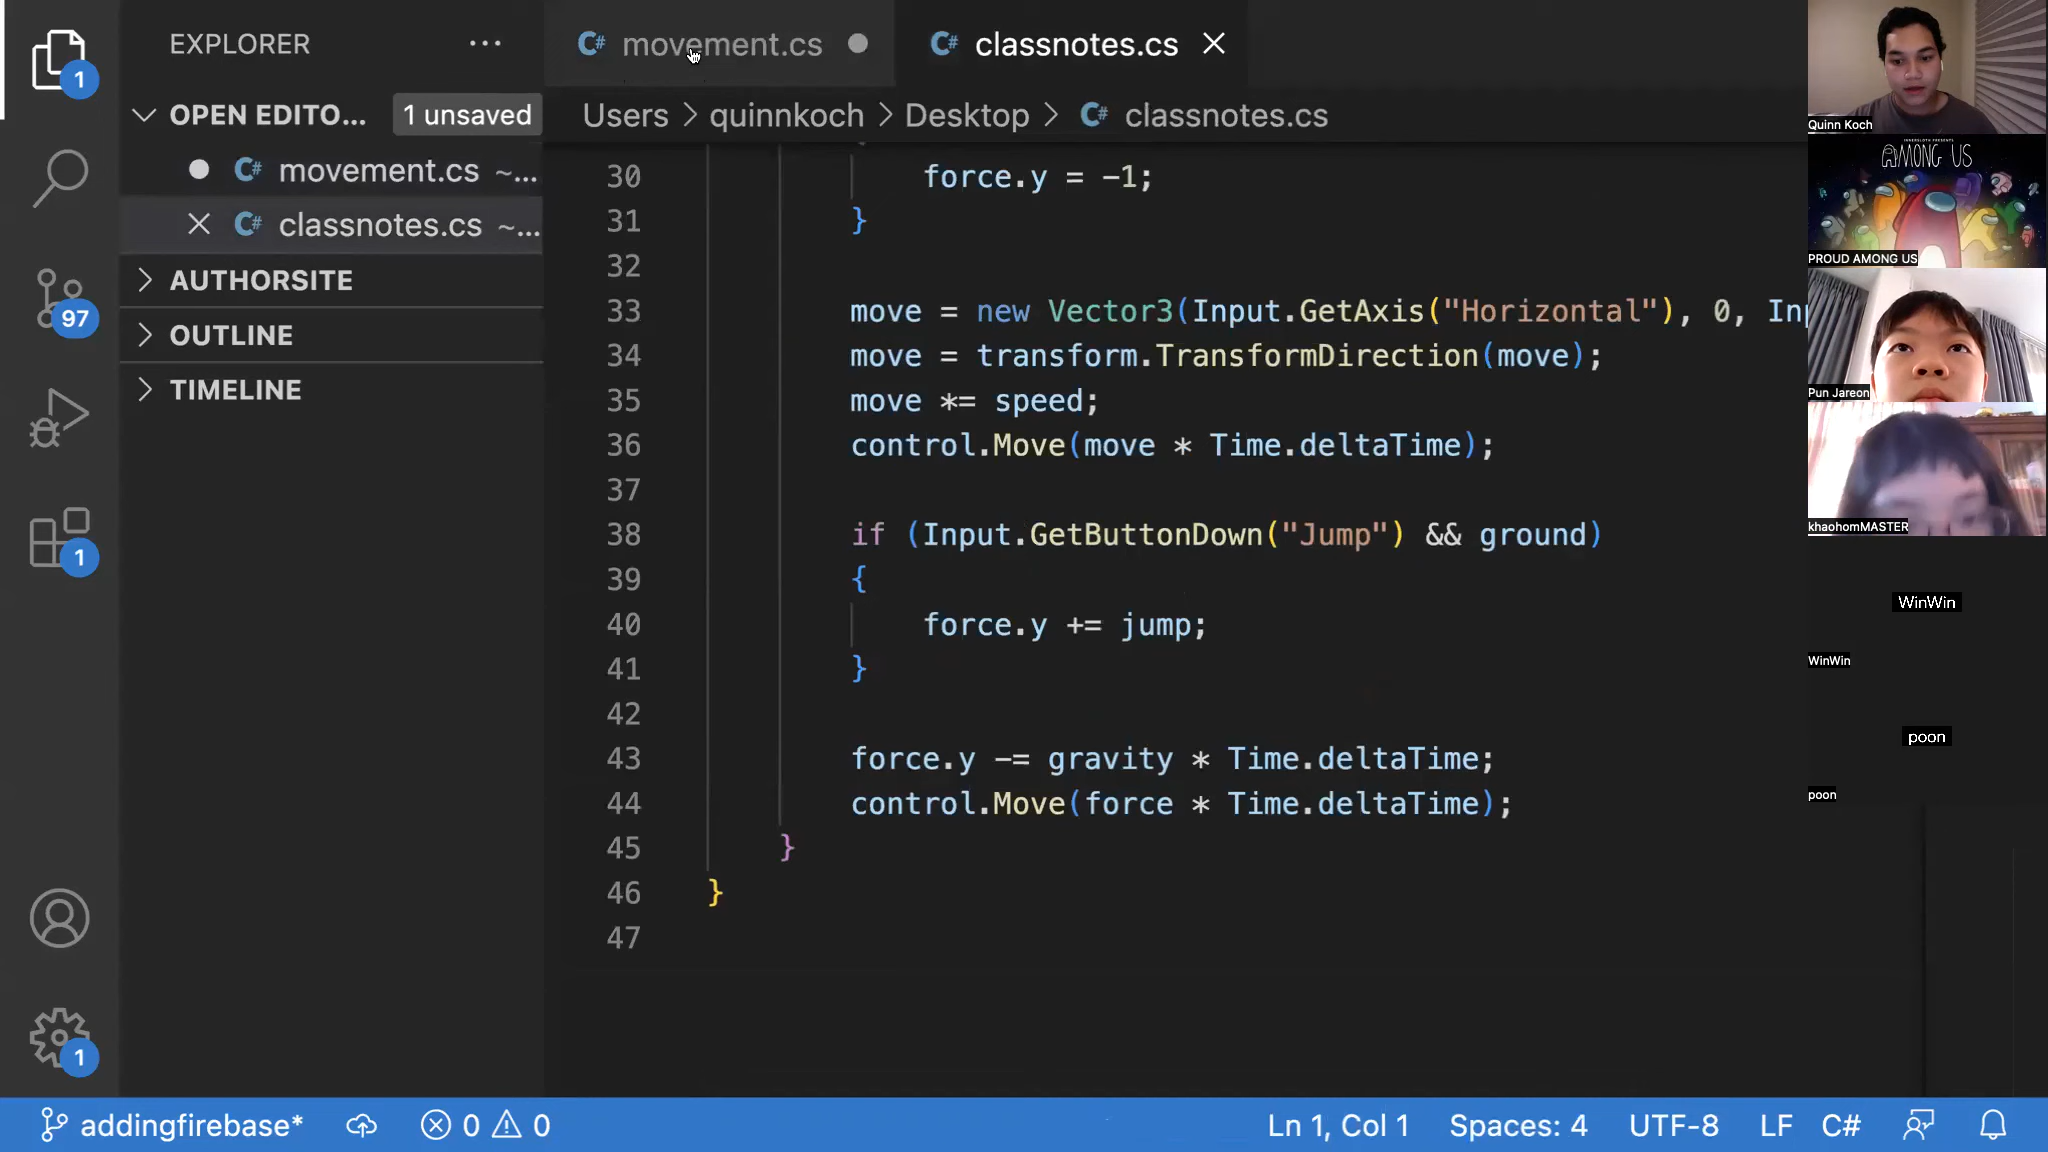 EXPLORER
...
OPEN EDITO...
1 unsaved
movement.cs ~...
classnotes.cs ~...
AUTHORSITE
OUTLINE
TIMELINE
1
97
1
1
movement.cs
classnotes.cs
Users > quinnkoch > Desktop > classnotes.cs
30 force.y = -1;
31 }
32
33 move = new Vector3(Input.GetAxis("Horizontal"), 0, In
34 move = transform.TransformDirection(move);
35 move *= speed;
36 control.Move(move * Time.deltaTime);
37
38 if (Input.GetButtonDown("Jump") && ground)
39 {
40 force.y += jump;
41 }
42
43 force.y -= gravity * Time.deltaTime;
44 control.Move(force * Time.deltaTime);
45 }
46 }
47
Quinn Koch
INNERSLOTH PRESENTS
AMONG US
PROUD AMONG US
Pun Jareon
khaohomMASTER
WinWin
WinWin
poon
poon
addingfirebase*
0
0
Ln 1, Col 1
Spaces: 4
UTF-8
LF
C#